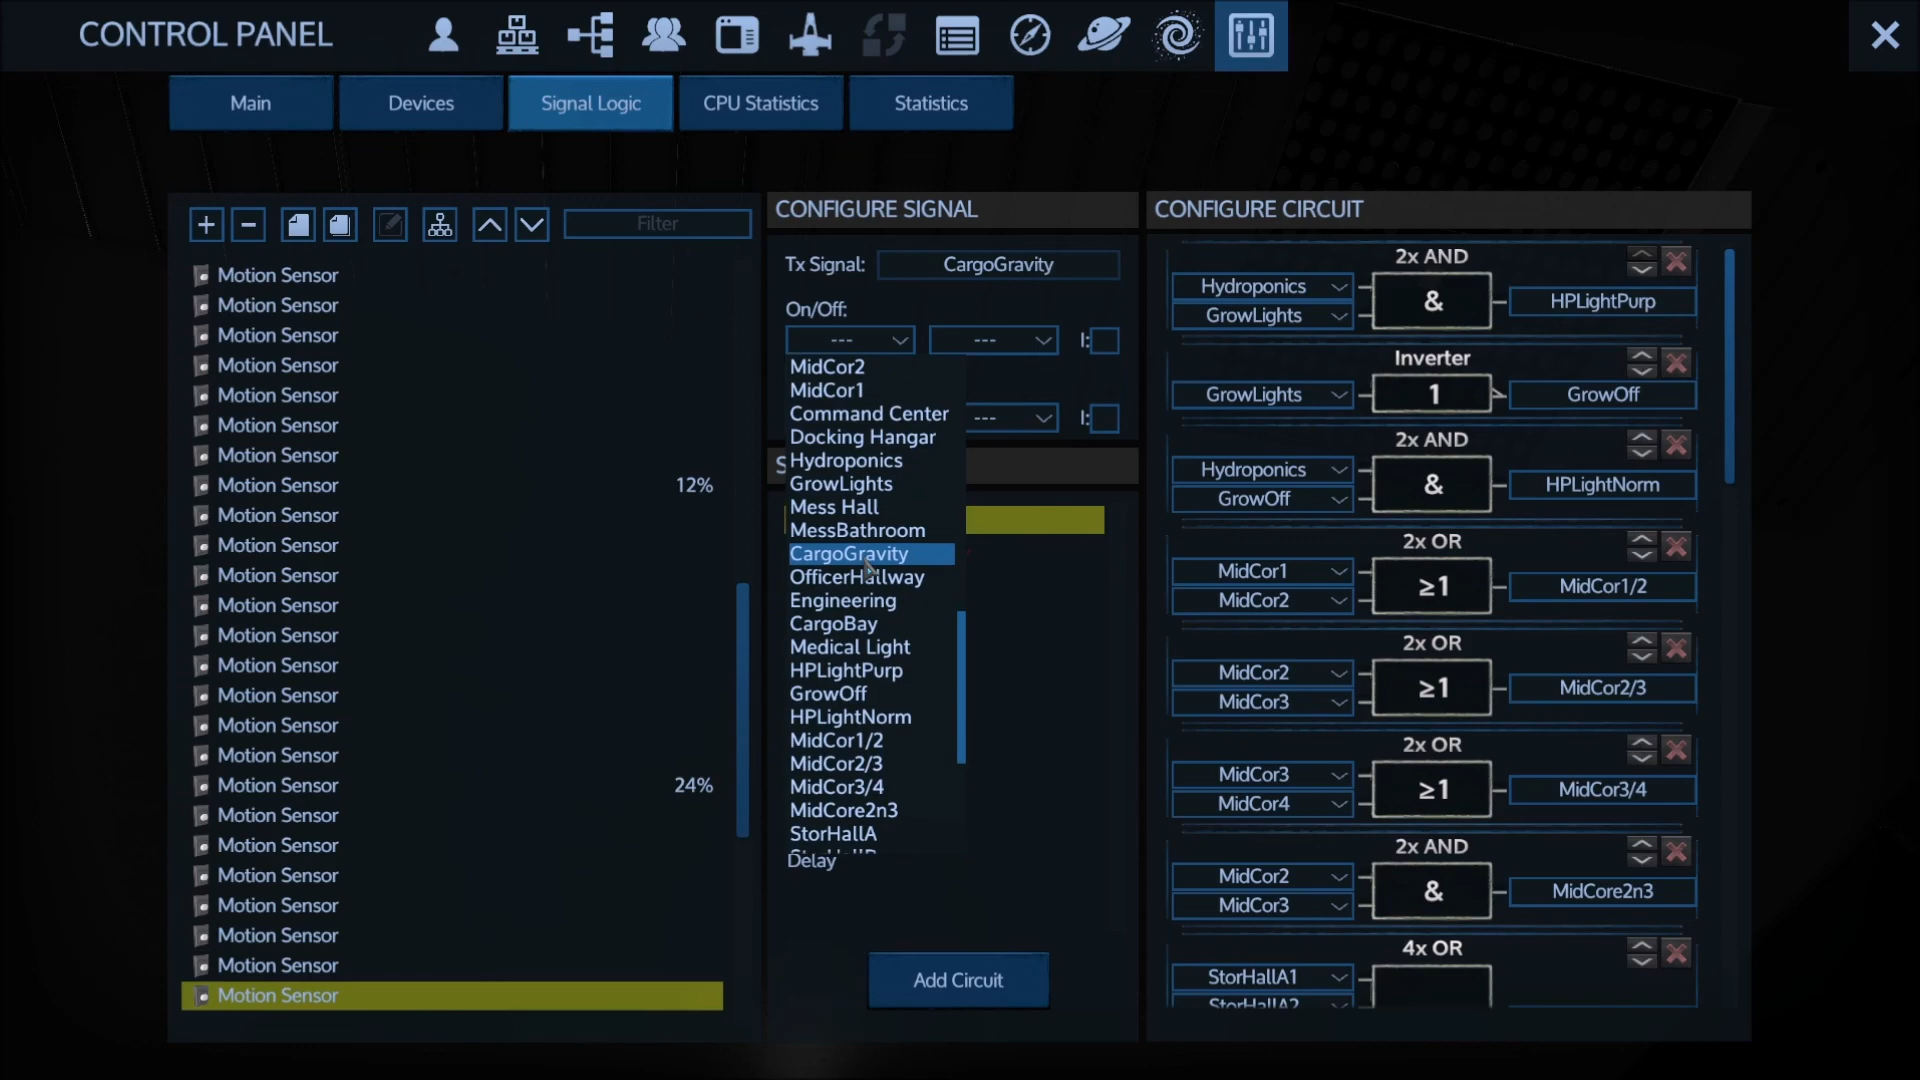 CONTROL PANEL
Main
Devices
Signal Logic
CPU Statistics
Statistics
Filter
Motion Sensor
Motion Sensor
Motion Sensor
Motion Sensor
Motion Sensor
Motion Sensor
Motion Sensor
Motion Sensor 12%
Motion Sensor
Motion Sensor
Motion Sensor
Motion Sensor
Motion Sensor
Motion Sensor
Motion Sensor
Motion Sensor
Motion Sensor
Motion Sensor 24%
Motion Sensor
Motion Sensor
Motion Sensor
Motion Sensor
Motion Sensor
Motion Sensor
Motion Sensor
CONFIGURE SIGNAL
Tx Signal: CargoGravity
On/Off:
--- --- I:
--- I:
MidCor2
MidCor1
Command Center
Docking Hangar
Hydroponics
GrowLights
Mess Hall
MessBathroom
CargoGravity
OfficerHallway
Engineering
CargoBay
Medical Light
HPLightPurp
GrowOff
HPLightNorm
MidCor1/2
MidCor2/3
MidCor3/4
MidCore2n3
StorHallA
Delay
Add Circuit
CONFIGURE CIRCUIT
2x AND
Hydroponics
GrowLights
&
HPLightPurp
Inverter
GrowLights
1
GrowOff
2x AND
Hydroponics
GrowOff
&
HPLightNorm
2x OR
MidCor1
MidCor2
≥1
MidCor1/2
2x OR
MidCor2
MidCor3
≥1
MidCor2/3
2x OR
MidCor3
MidCor4
≥1
MidCor3/4
2x AND
MidCor2
MidCor3
&
MidCore2n3
4x OR
StorHallA1
StorHallA2